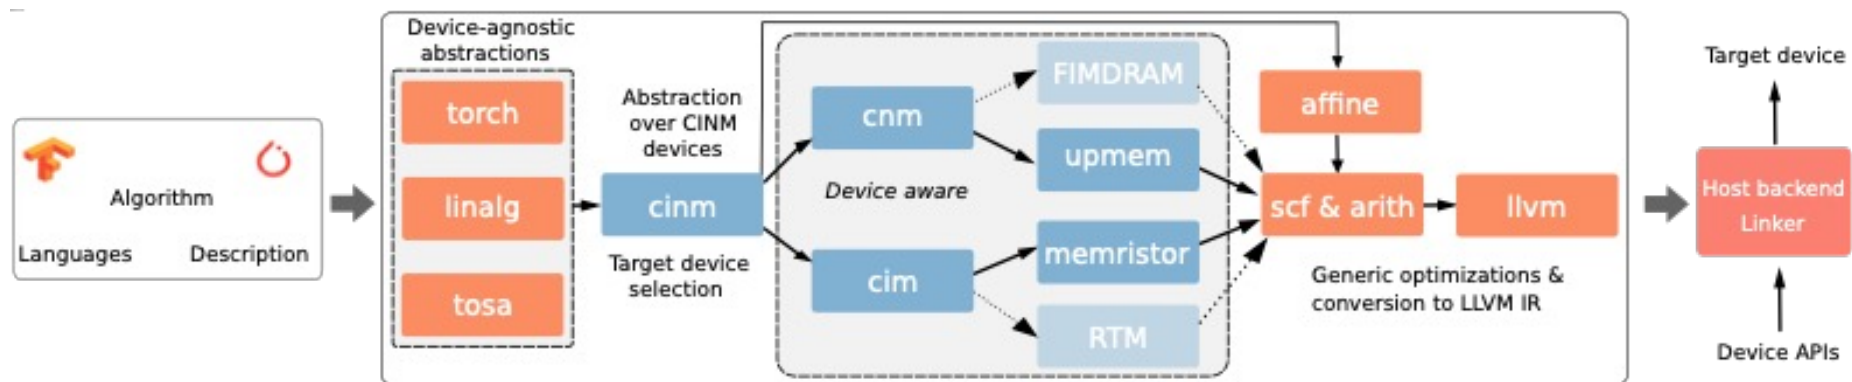 Algorithm
Languages
Description
Device-agnostic
abstractions
torch
linalg
tosa
Abstraction
over CINM
devices
cinm
Target device
selection
cnm
Device aware
cim
FIMDRAM
upmem
memristor
RTM
affine
scf & arith
llvm
Generic optimizations &
conversion to LLVM IR
Target device
Host backend
Linker
Device APIs